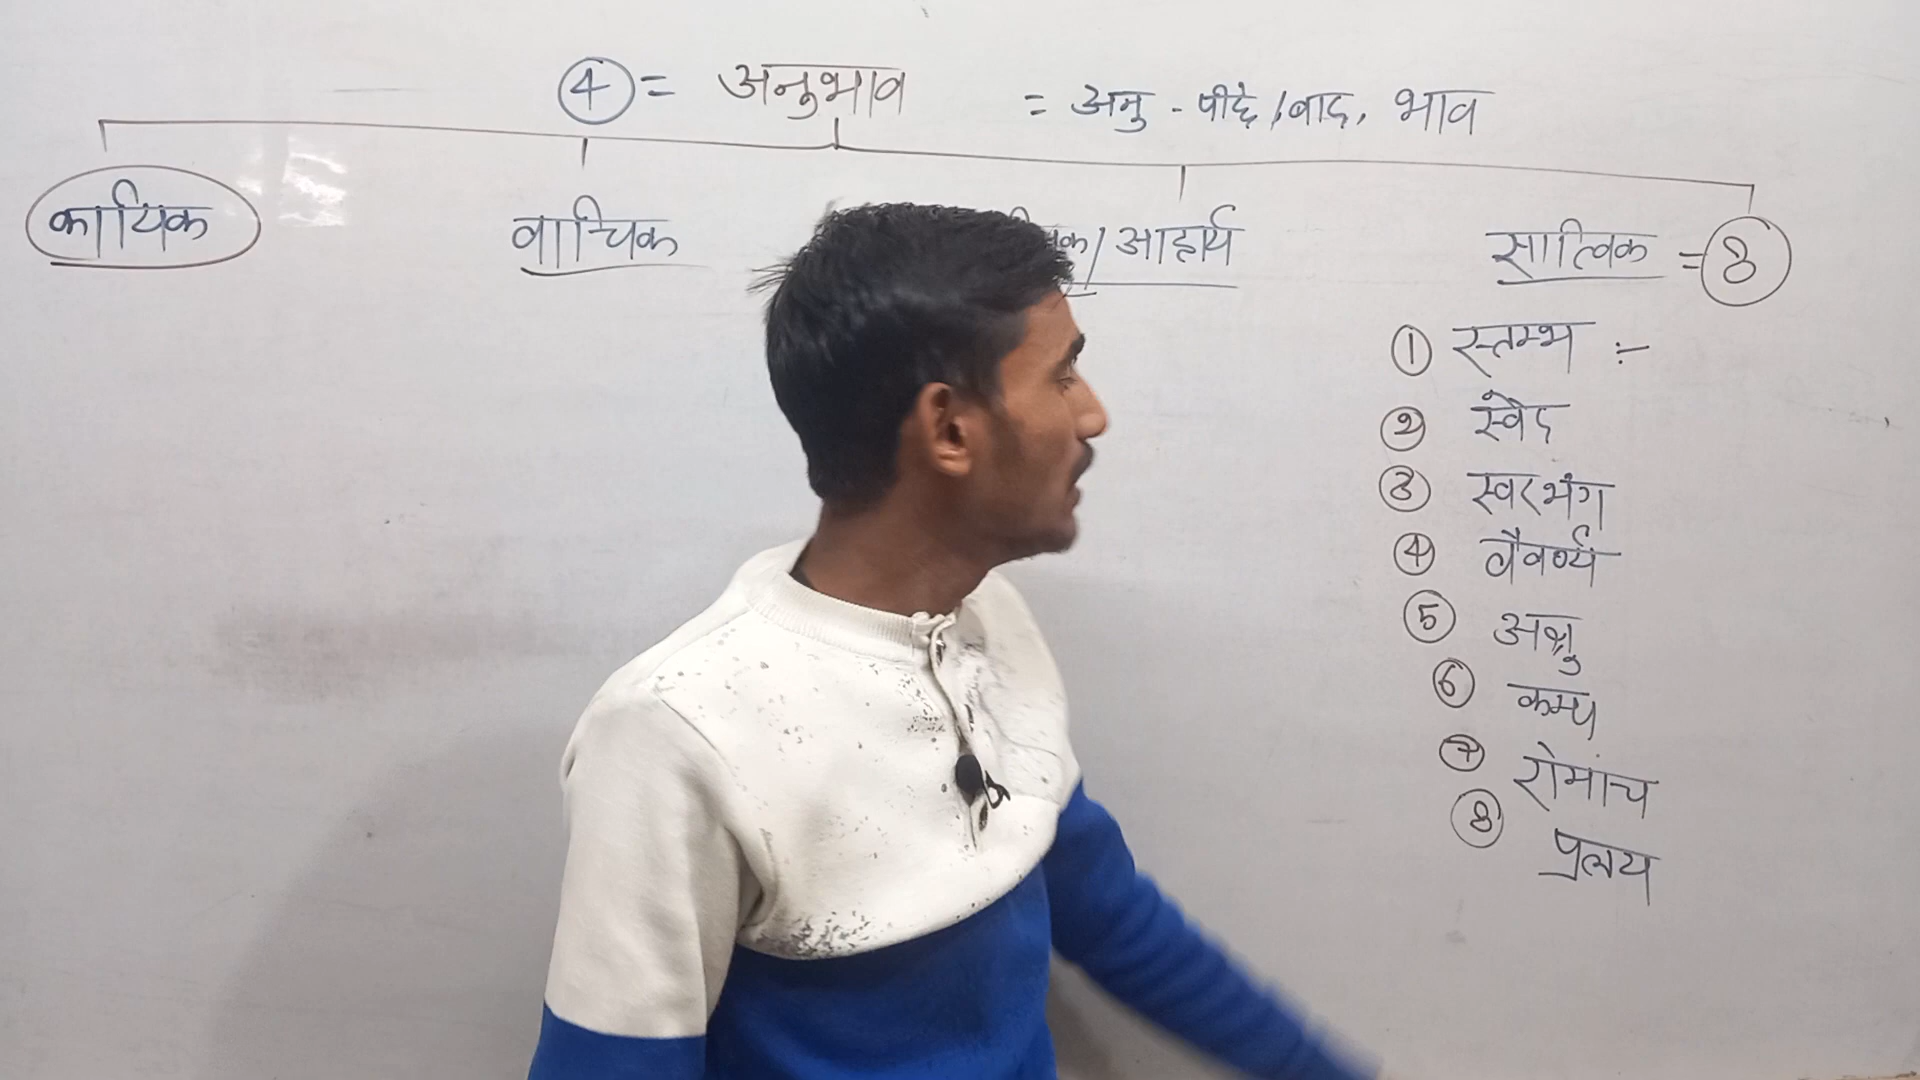 ④ = अनुभाव = अनु - पीछे / बाद, भाव
कायिक वाचिक / आहार्य सात्विक = ⑧
① स्तम्भ :-
② स्वेद
③ स्वरभंग
④ वैवर्ण्य
⑤ अश्रु
⑥ कम्प
⑦ रोमांच
⑧ प्रलय